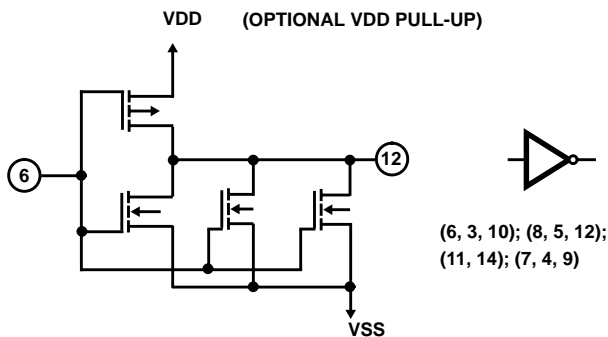 VDD (OPTIONAL VDD PULL-UP)
6
12
(6, 3, 10); (8, 5, 12);
(11, 14); (7, 4, 9)
VSS